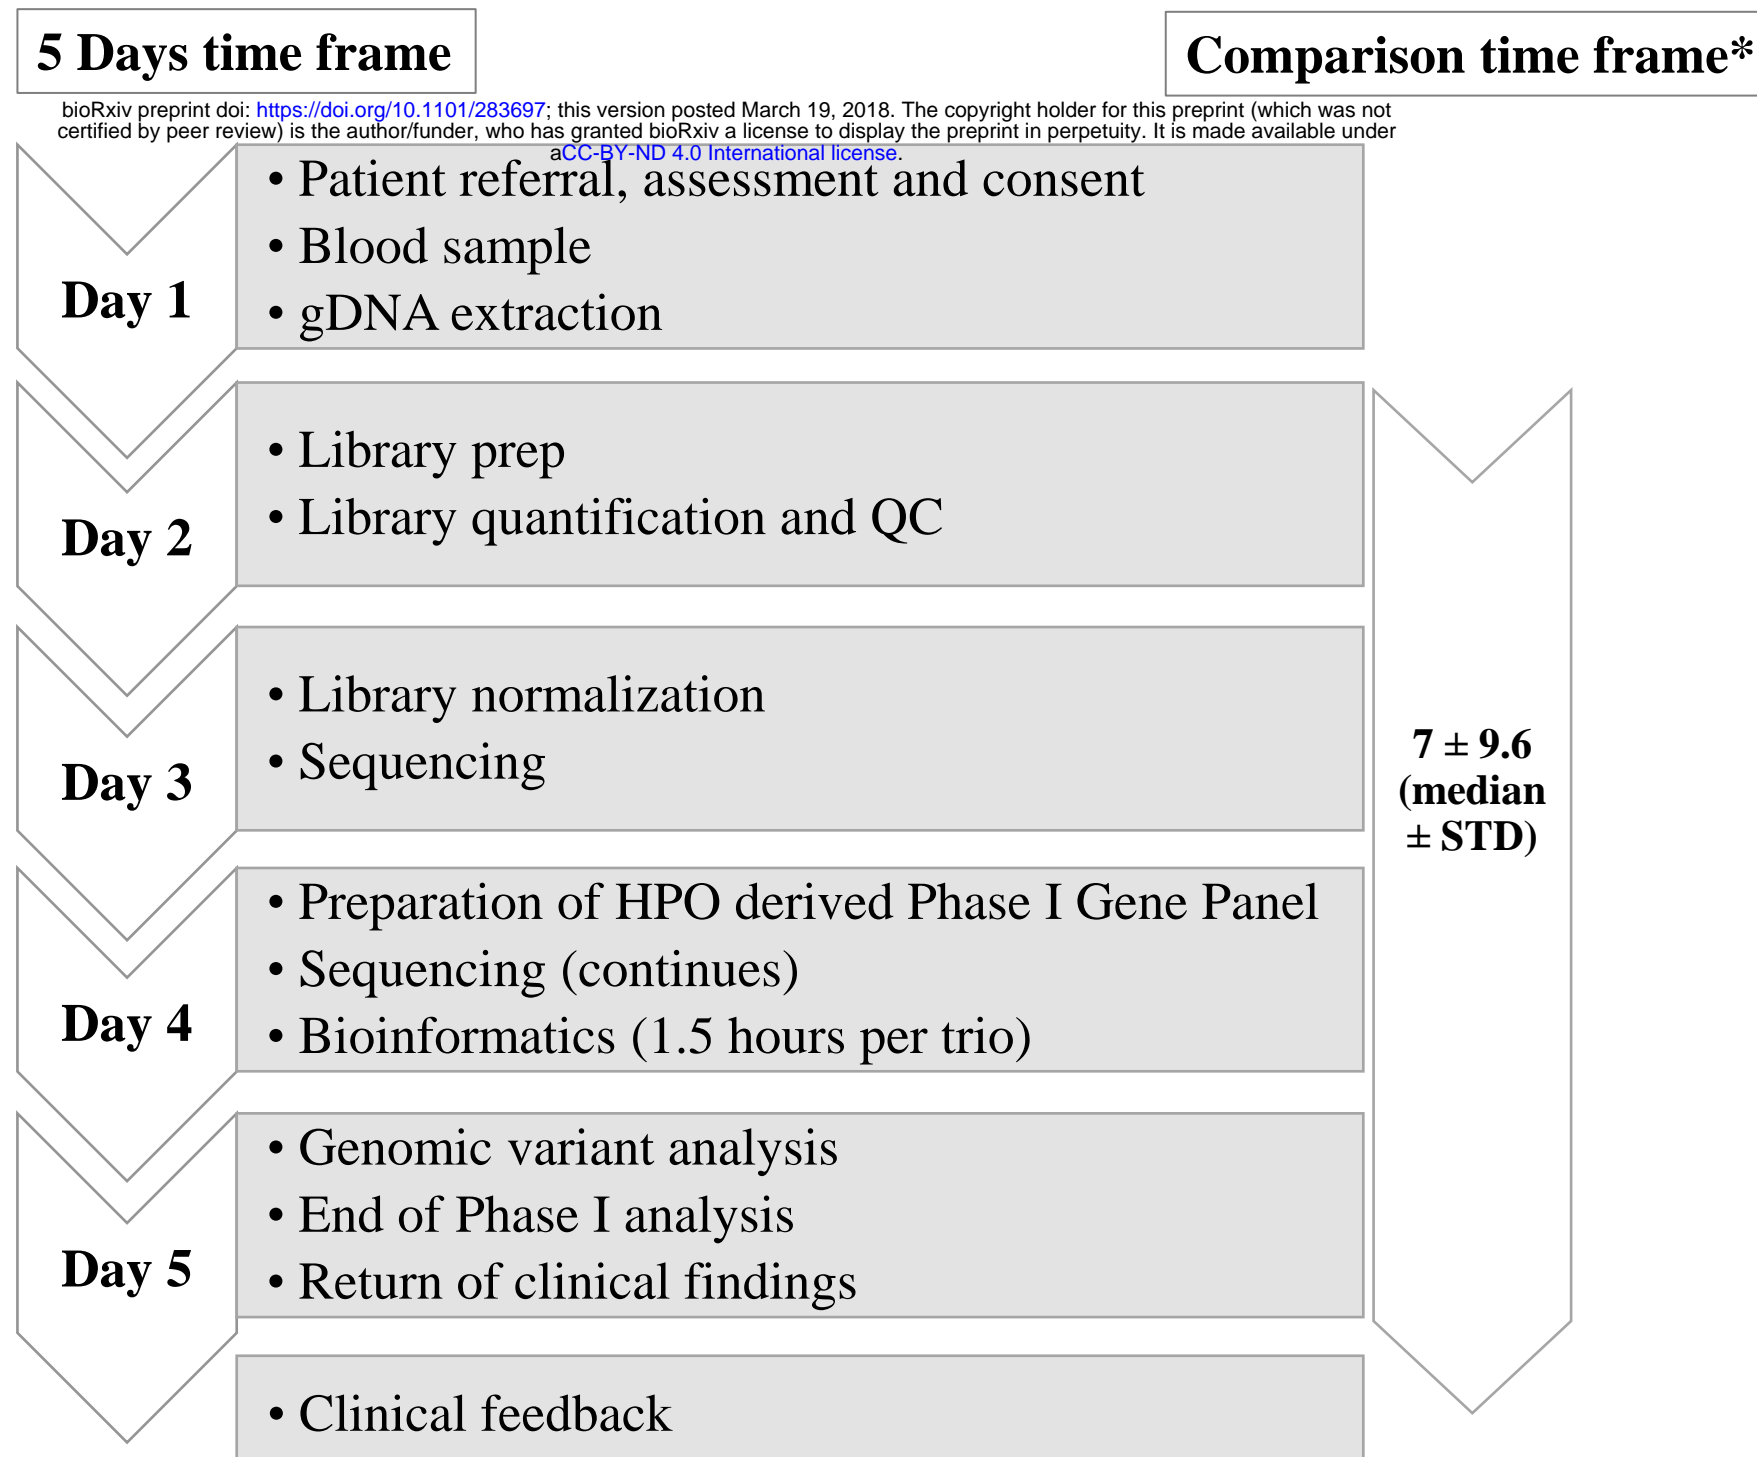 5 Days time frame
Comparison time frame*
bioRxiv preprint doi: https://doi.org/10.1101/283697; this version posted March 19, 2018. The copyright holder for this preprint (which was not
certified by peer review) is the author/funder, who has granted bioRxiv a license to display the preprint in perpetuity. It is made available under
aCC-BY-ND 4.0 International license.
Day 1
• Patient referral, assessment and consent
• Blood sample
• gDNA extraction
Day 2
• Library prep
• Library quantification and QC
Day 3
• Library normalization
• Sequencing
Day 4
• Preparation of HPO derived Phase I Gene Panel
• Sequencing (continues)
• Bioinformatics (1.5 hours per trio)
Day 5
• Genomic variant analysis
• End of Phase I analysis
• Return of clinical findings
• Clinical feedback
7 ± 9.6
(median
± STD)